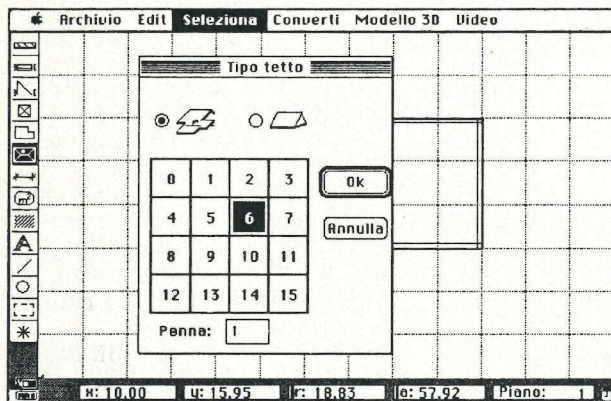 Archivio Edit Seleziona Converti Modello 3D Video
Tipo tetto
0 1 2 3
Ok
4 5 6 7
Annulla
8 9 10 11
12 13 14 15
Penna: 1
A
x: 10.00 y: 15.95 r: 18.83 a: 57.92 Piano: 1